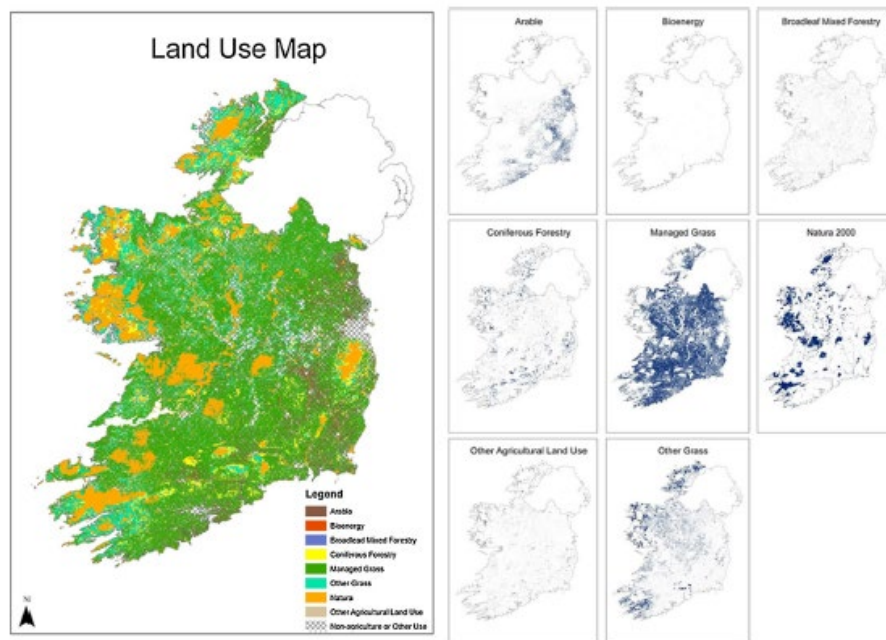 Land Use Map
Legend
Arable
Bioenergy
Broadlead Mixed Forestry
Coniferous Forestry
Managed Grass
Other Grass
Natura
Other Agricultural Land Use
Non-agriculture or Other Use
N
Arable
Bioenergy
Broadleaf Mixed Forestry
Coniferous Forestry
Managed Grass
Natura 2000
Other Agricultural Land Use
Other Grass